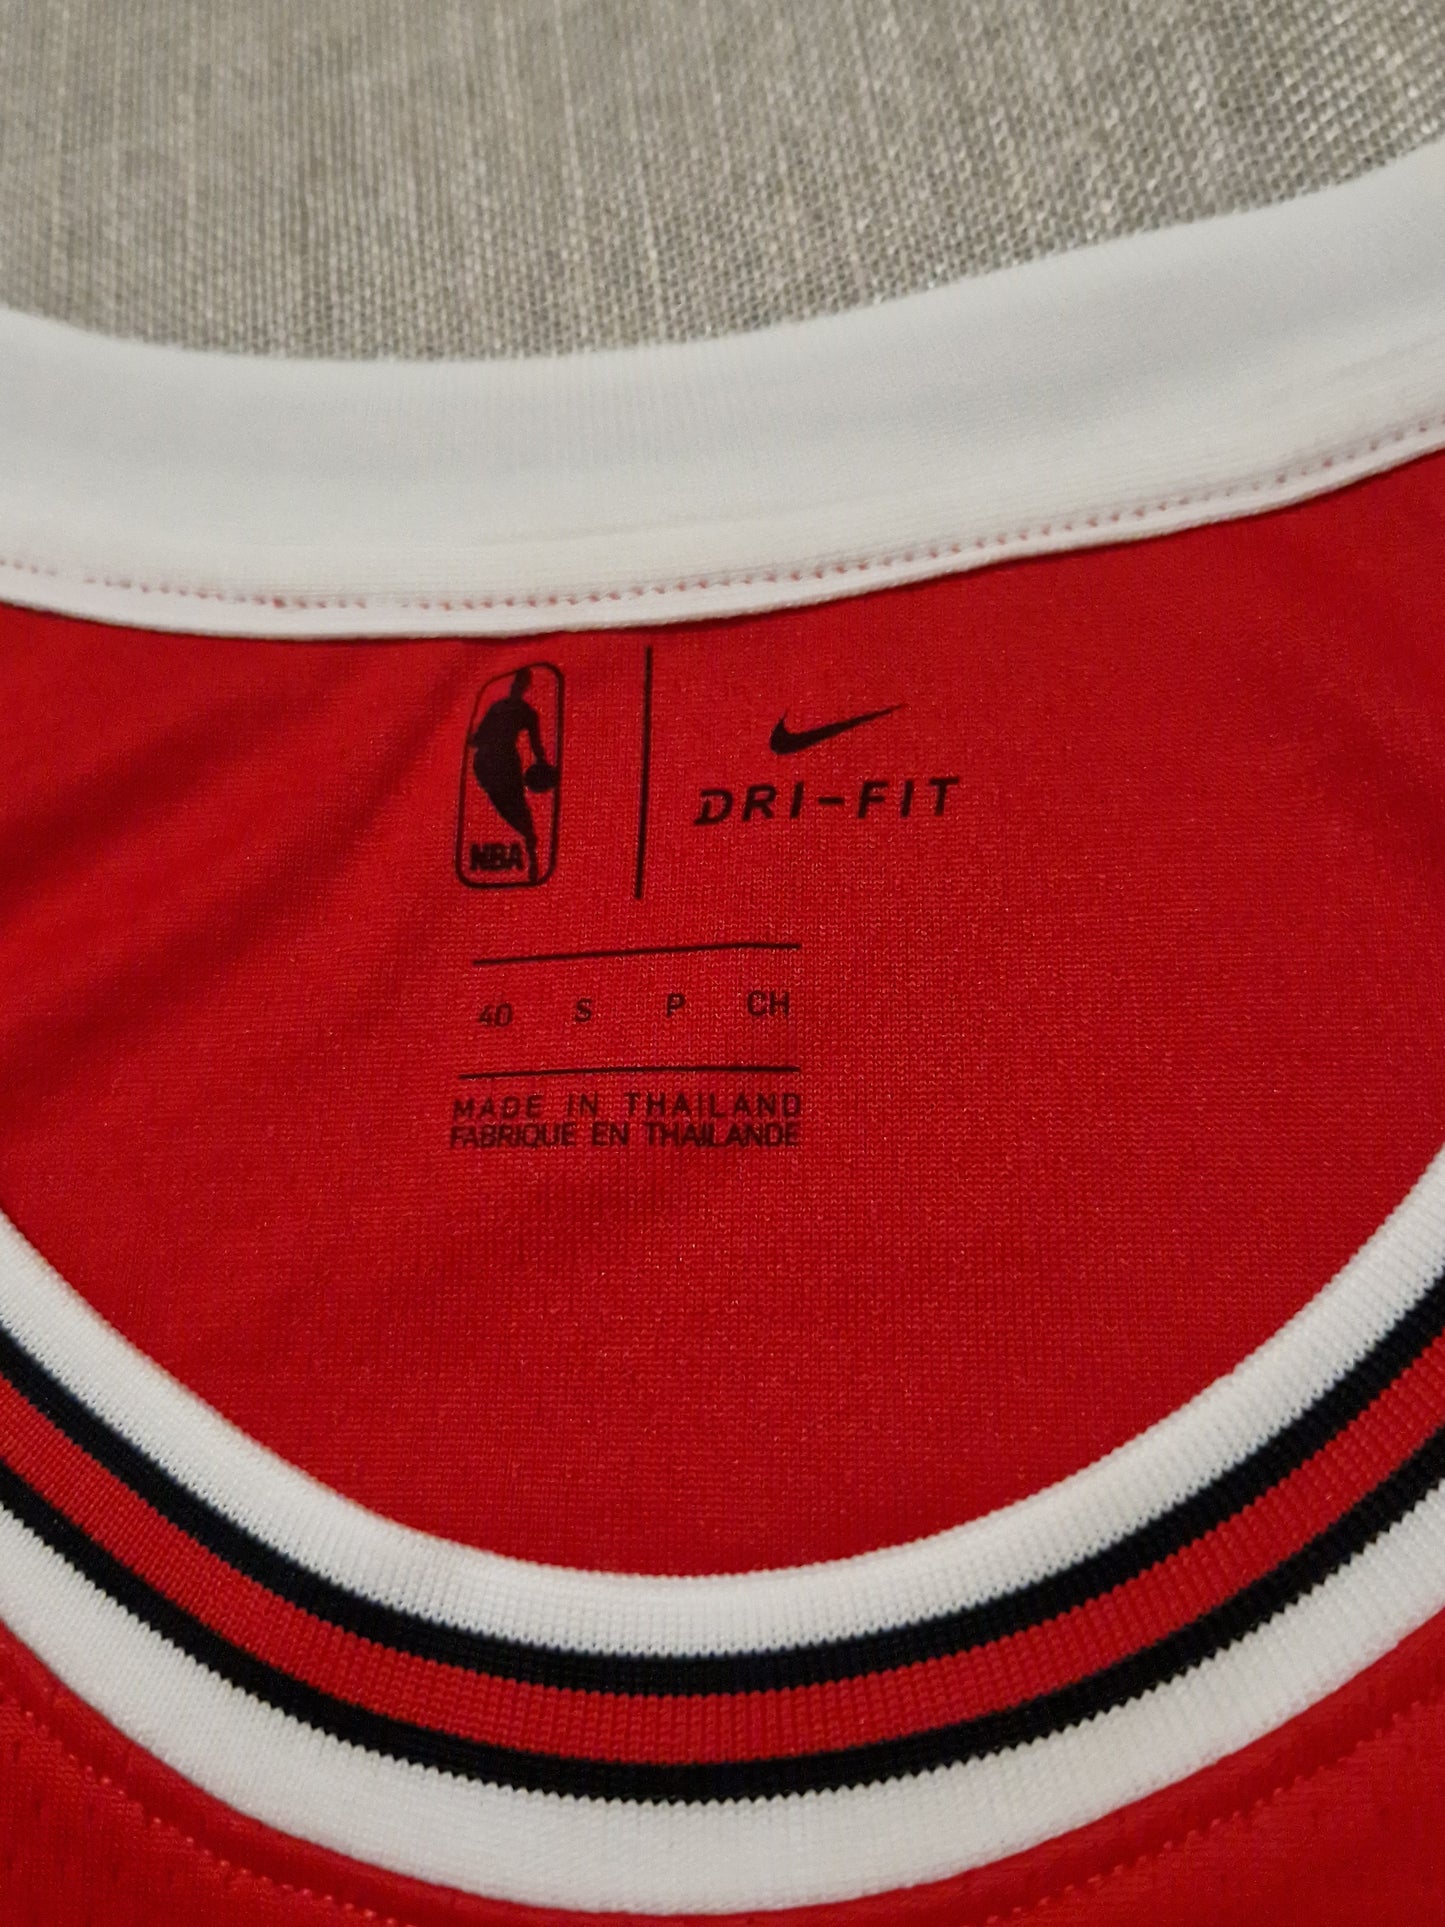 NBA
DRI-FIT
40 S P CH
MADE IN THAILAND
FABRIQUE EN THAILANDE